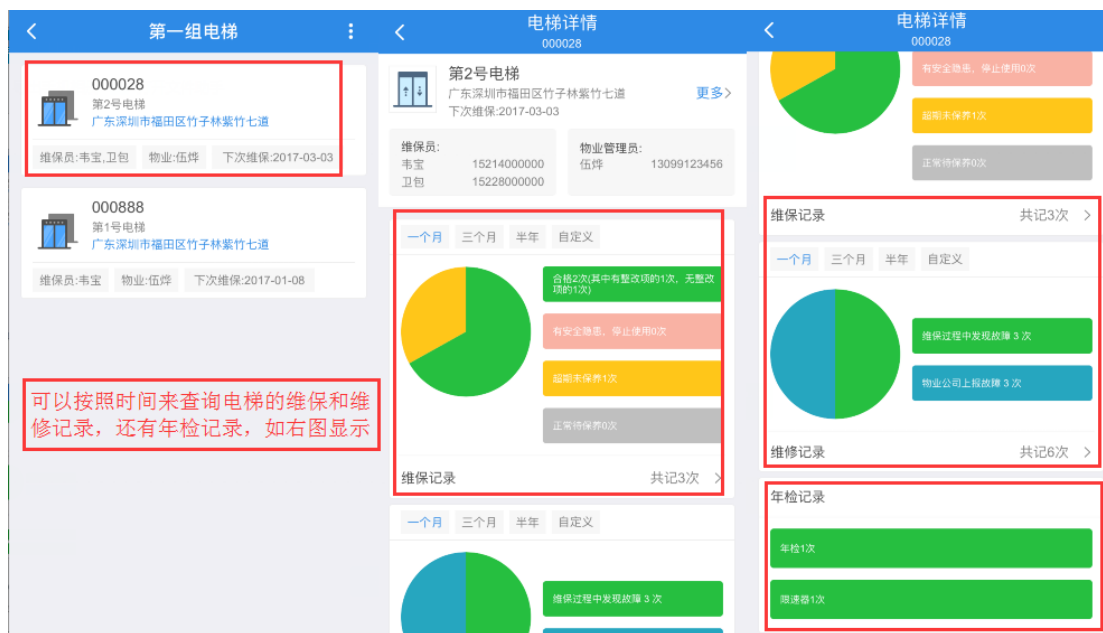 第一组电梯
000028
第2号电梯
广东深圳市福田区竹子林紫竹七道
维保员:韦宝,卫包 物业:伍烨 下次维保:2017-03-03
000888
第1号电梯
广东深圳市福田区竹子林紫竹七道
维保员:韦宝 物业:伍烨 下次维保:2017-01-08
可以按照时间来查询电梯的维保和维
修记录，还有年检记录，如右图显示
电梯详情
000028
第2号电梯
广东深圳市福田区竹子林紫竹七道
更多
下次维保:2017-03-03
维保员:
韦宝 15214000000
卫包 15228000000
物业管理员:
伍烨 13099123456
一个月 三个月 半年 自定义
合格2次(其中有整改项的1次，无整改
项的1次)
有安全隐患，停止使用0次
超期未保养1次
正常待保养0次
维保记录 共记3次
一个月 三个月 半年 自定义
维保过程中发现故障 3 次
电梯详情
000028
有安全隐患，停止使用0次
超期未保养1次
正常待保养0次
维保记录 共记3次
一个月 三个月 半年 自定义
维保过程中发现故障 3 次
物业公司上报故障 3 次
维修记录 共记6次
年检记录
年检1次
限速器1次